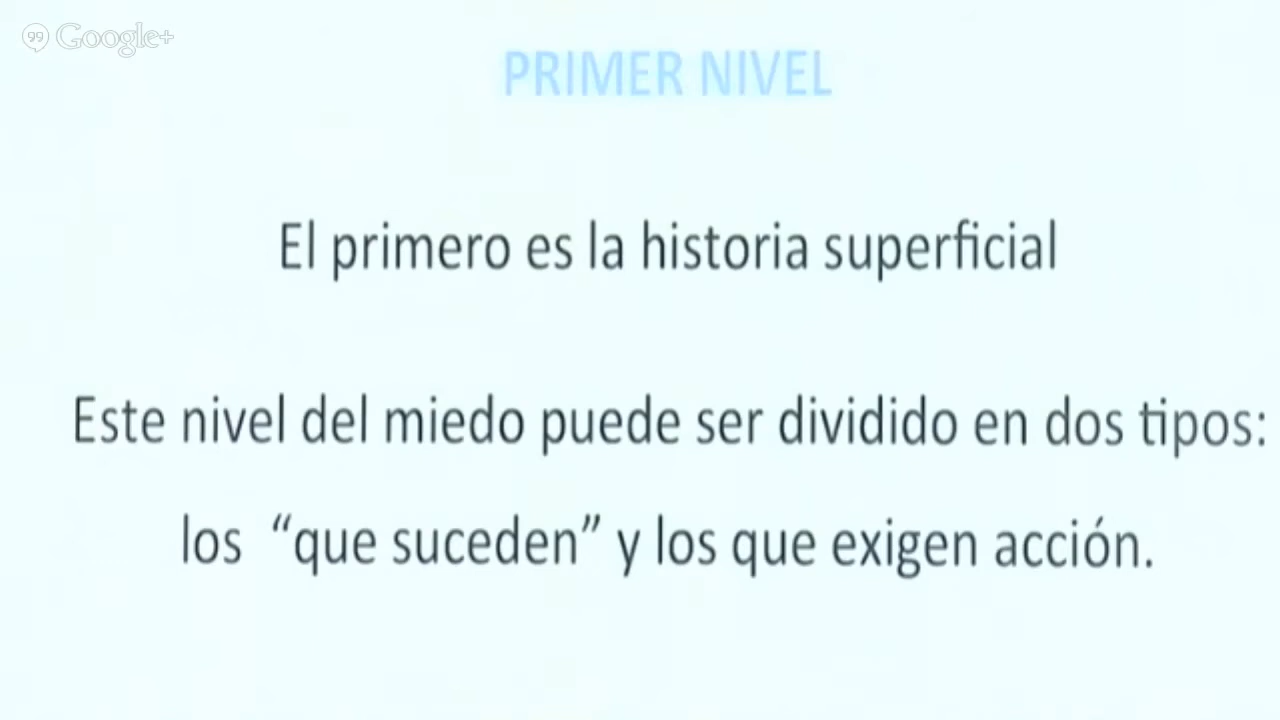 Google+
PRIMER NIVEL
El primero es la historia superficial
Este nivel del miedo puede ser dividido en dos tipos:
los “que suceden” y los que exigen acción.